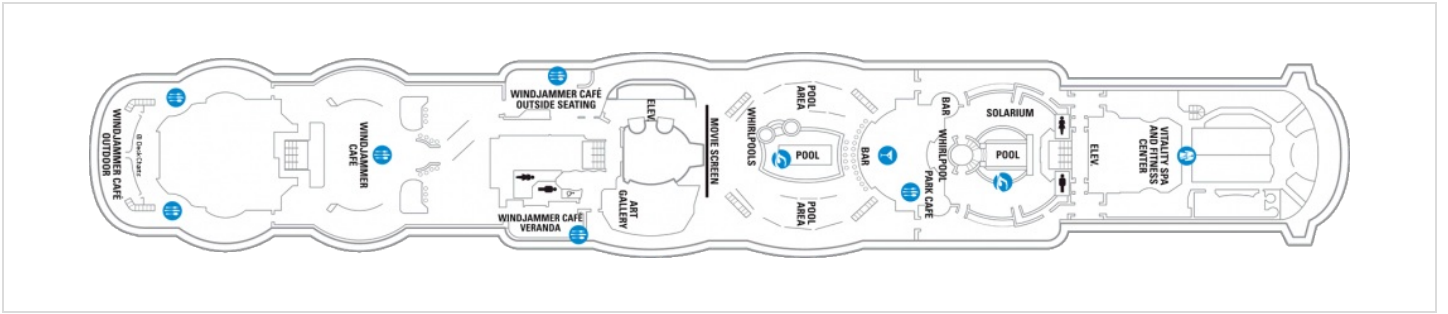 WINDJAMMER CAFÉ
OUTDOOR
WINDJAMMER
CAFÉ
WINDJAMMER CAFÉ
OUTSIDE SEATING
WINDJAMMER CAFÉ
VERANDA
ELEV.
ART
GALLERY
MOVIE SCREEN
WHIRLPOOLS
POOL
AREA
POOL
POOL
AREA
BAR
BAR
WHIRLPOOL
PARK CAFÉ
SOLARIUM
POOL
ELEV.
VITALITY SPA
AND FITNESS
CENTER